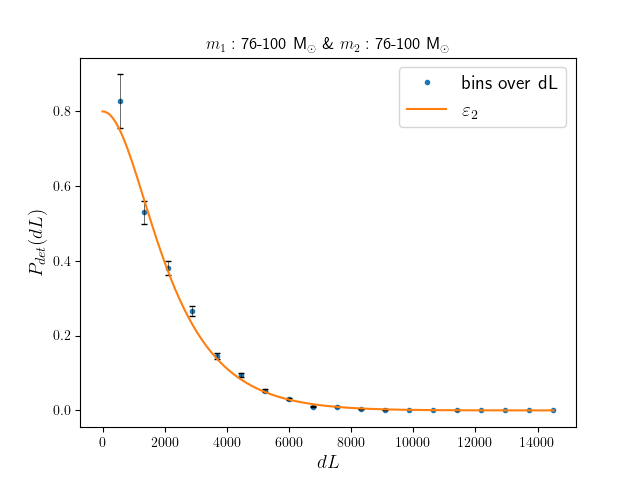 m₁ : 76-100 M⊙ & m₂ : 76-100 M⊙
bins over dL
ε₂
P_det(dL)
0.8
0.6
0.4
0.2
0.0
0 2000 4000 6000 8000 10000 12000 14000
dL